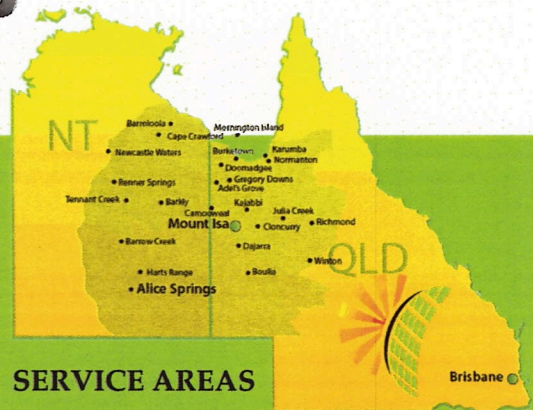 Barreloola
NT
Cape Crawford
Mornington Island
Newcastle Waters
Burketown
Karumba
Normanton
Doomadgee
Renner Springs
Gregory Downs
Adel's Grove
Tennant Creek
Barkly
Kajabbi
Camooweal
Julia Creek
Mount Isa
Cloncurry
Richmond
Barrow Creek
Dajarra
QLD
Winton
Harts Range
Boulia
Alice Springs
Brisbane
SERVICE AREAS